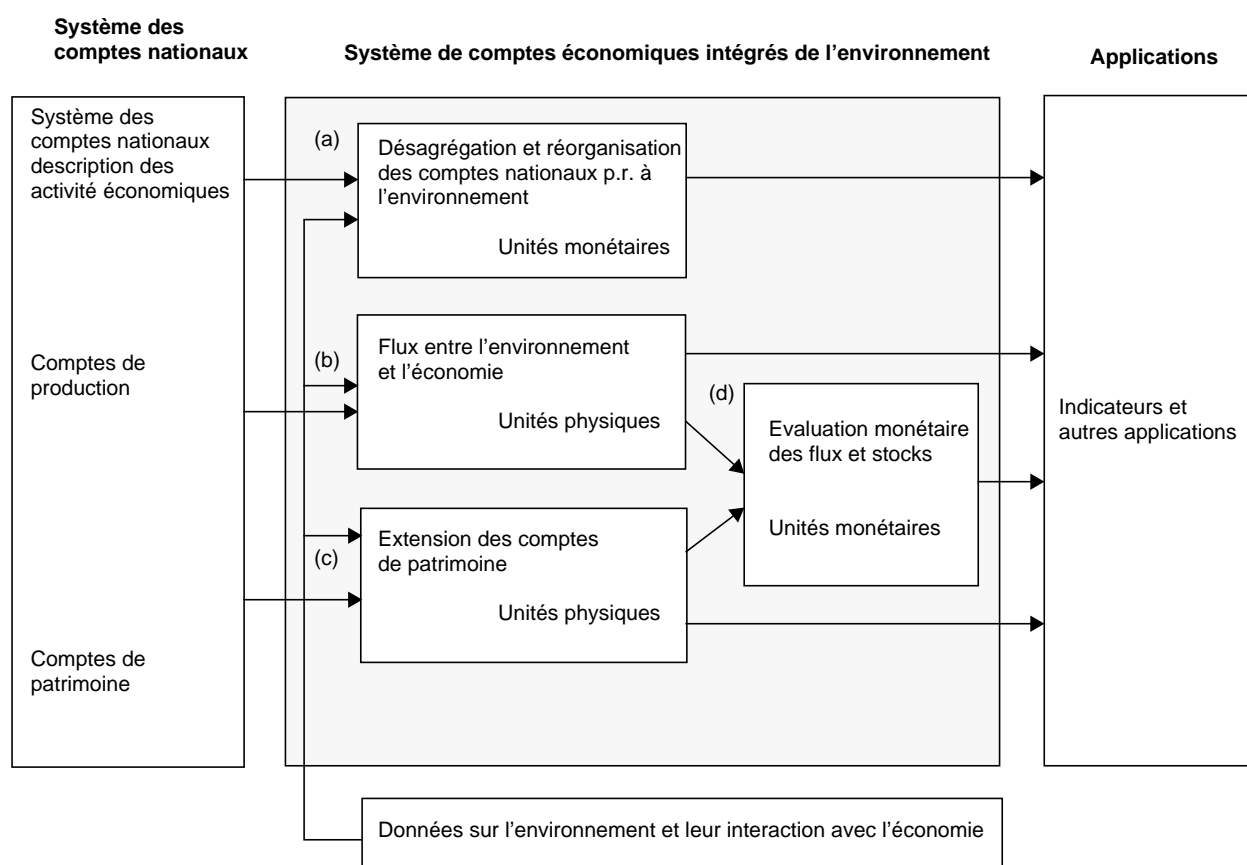 Système des
comptes nationaux
Système de comptes économiques intégrés de l’environnement
Applications
Système des
comptes nationaux
description des
activité économiques
Comptes de
production
Comptes de
patrimoine
(a)
Désagrégation et réorganisation
des comptes nationaux p.r. à
l’environnement
Unités monétaires
(b)
Flux entre l’environnement
et l’économie
Unités physiques
(c)
Extension des comptes
de patrimoine
Unités physiques
(d)
Evaluation monétaire
des flux et stocks
Unités monétaires
Indicateurs et
autres applications
Données sur l’environnement et leur interaction avec l’économie